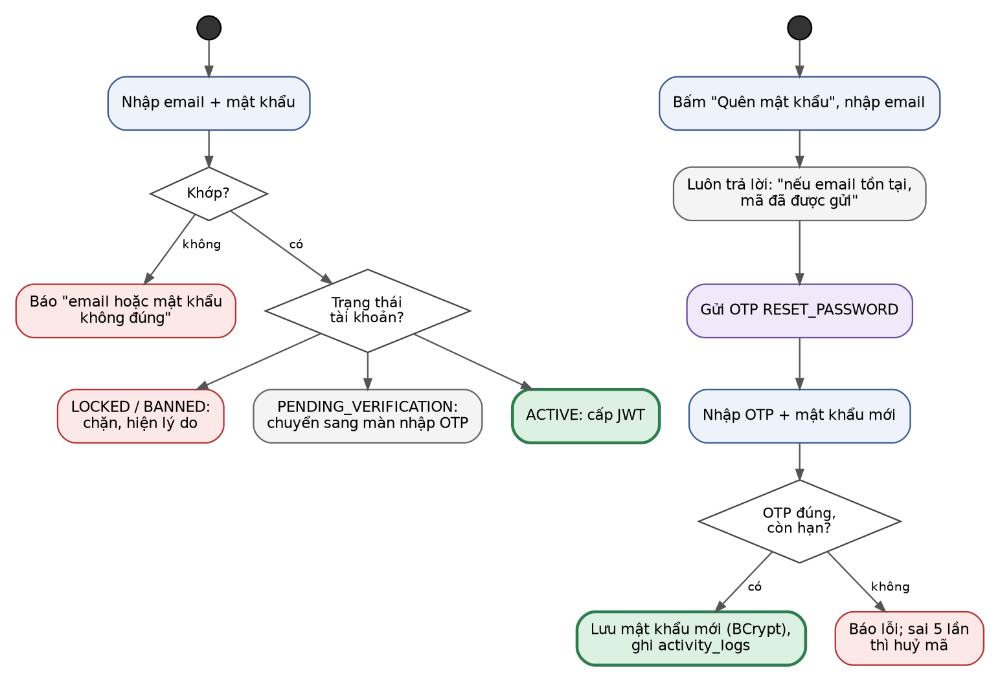 Nhập email + mật khẩu
Khớp?
không
có
Báo "email hoặc mật khẩu
không đúng"
Trạng thái
tài khoản?
LOCKED / BANNED:
chặn, hiện lý do
PENDING_VERIFICATION:
chuyển sang màn nhập OTP
ACTIVE: cấp JWT
Bấm "Quên mật khẩu", nhập email
Luôn trả lời: "nếu email tồn tại,
mã đã được gửi"
Gửi OTP RESET_PASSWORD
Nhập OTP + mật khẩu mới
OTP đúng,
còn hạn?
có
không
Lưu mật khẩu mới (BCrypt),
ghi activity_logs
Báo lỗi; sai 5 lần
thì huỷ mã